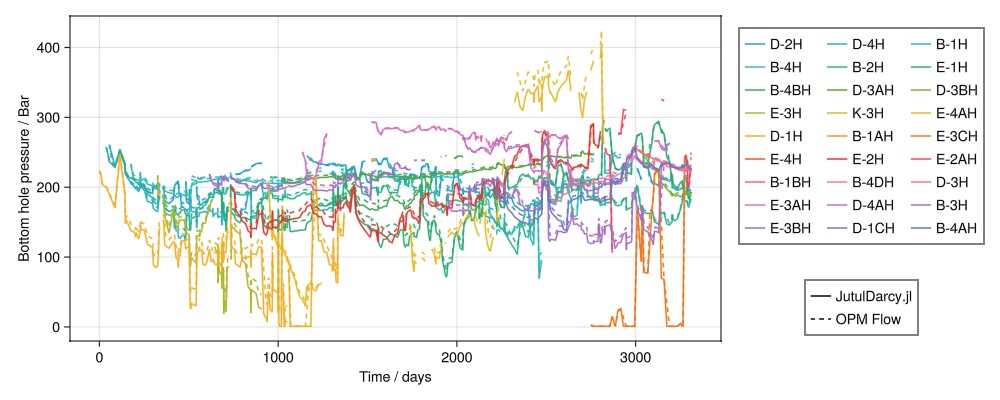 Bottom hole pressure / Bar
400
300
200
100
0
0 1000 2000 3000
Time / days
D-2H D-4H B-1H
B-4H B-2H E-1H
B-4BH D-3AH D-3BH
E-3H K-3H E-4AH
D-1H B-1AH E-3CH
E-4H E-2H E-2AH
B-1BH B-4DH D-3H
E-3AH D-4AH B-3H
E-3BH D-1CH B-4AH
JutulDarcy.jl
OPM Flow